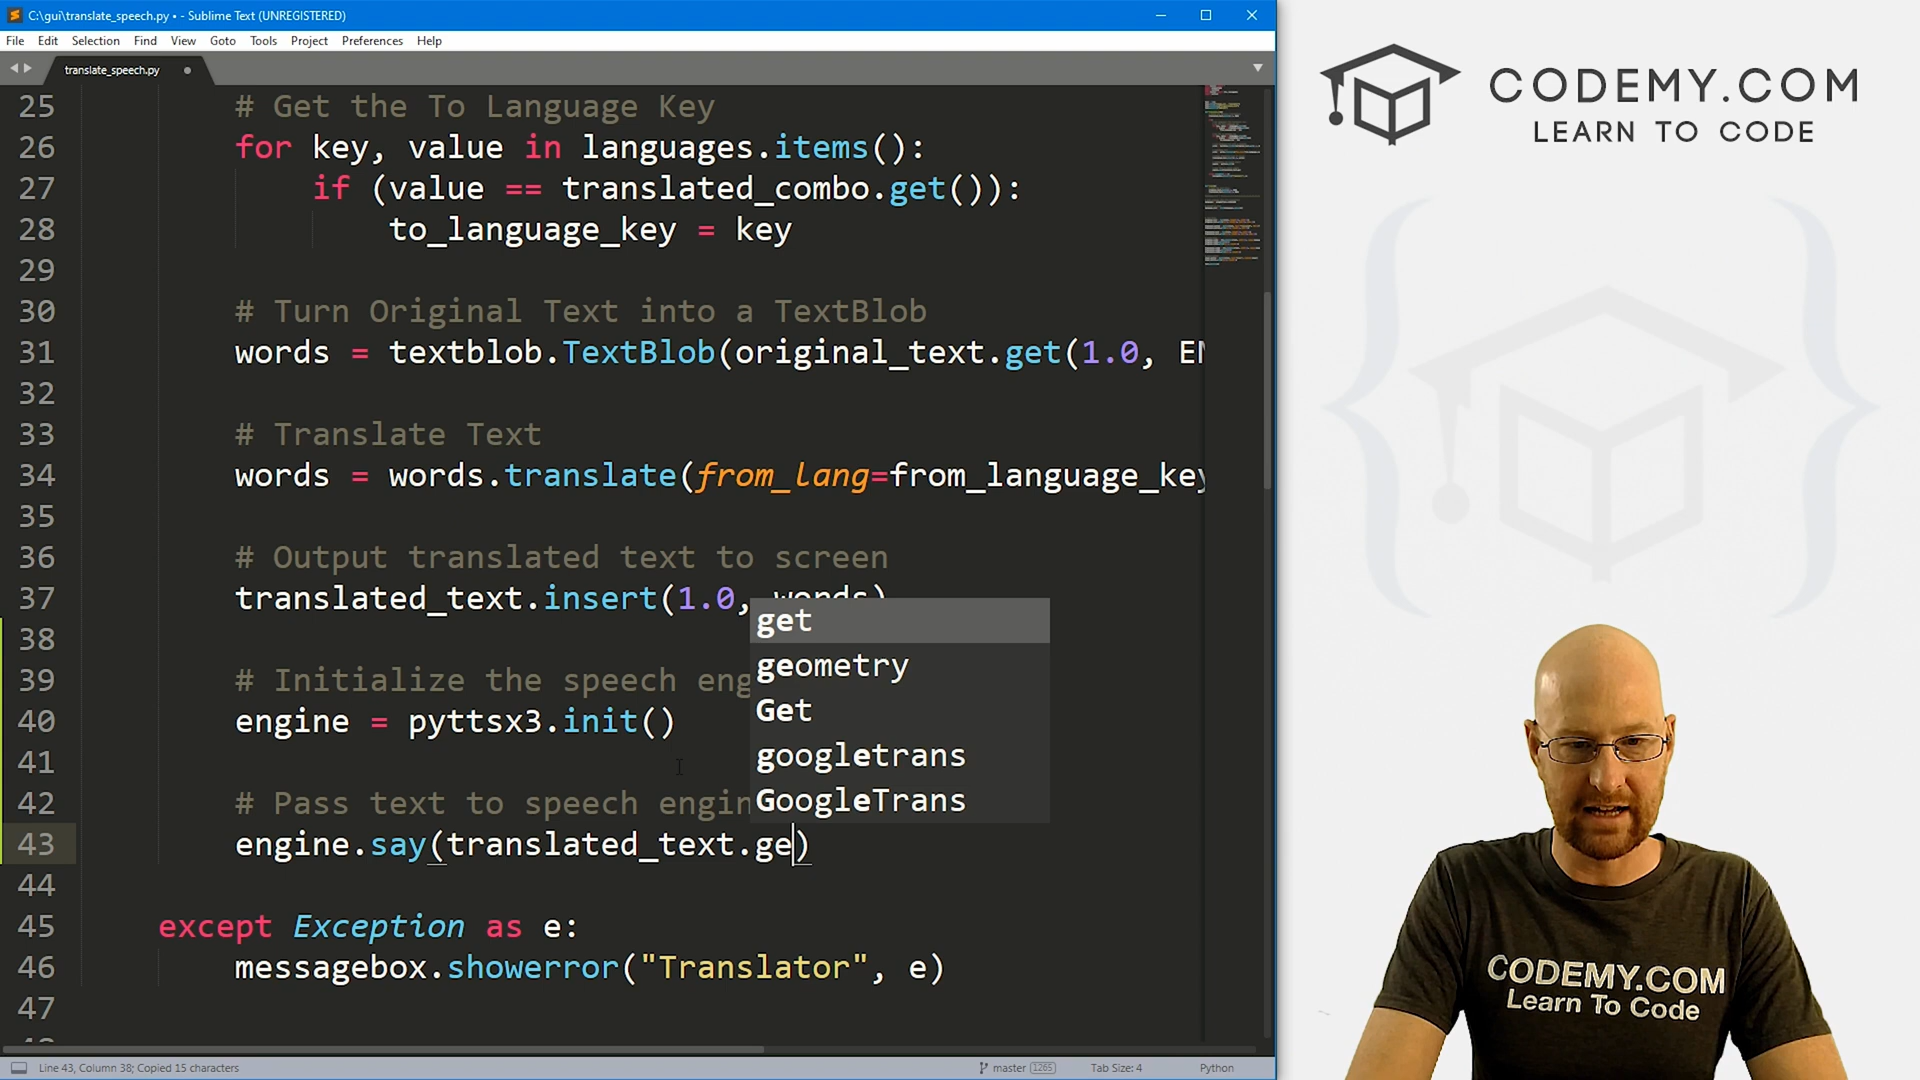 C:\gui\translate_speech.py • - Sublime Text (UNREGISTERED)
File Edit Selection Find View Goto Tools Project Preferences Help
translate_speech.py
25 # Get the To Language Key
26 for key, value in languages.items():
27 if (value == translated_combo.get()):
28 to_language_key = key
29
30 # Turn Original Text into a TextBlob
31 words = textblob.TextBlob(original_text.get(1.0, EN
32
33 # Translate Text
34 words = words.translate(from_lang=from_language_key
35
36 # Output translated text to screen
37 translated_text.insert(1.0, words)
38
39 # Initialize the speech eng
40 engine = pyttsx3.init()
41
42 # Pass text to speech engin
43 engine.say(translated_text.ge)
44
45 except Exception as e:
46 messagebox.showerror("Translator", e)
47
get
geometry
Get
googletrans
GoogleTrans
Line 43, Column 38; Copied 15 characters
master 1265
Tab Size: 4
Python
CODEMY.COM
LEARN TO CODE
CODEMY.COM
Learn To Code